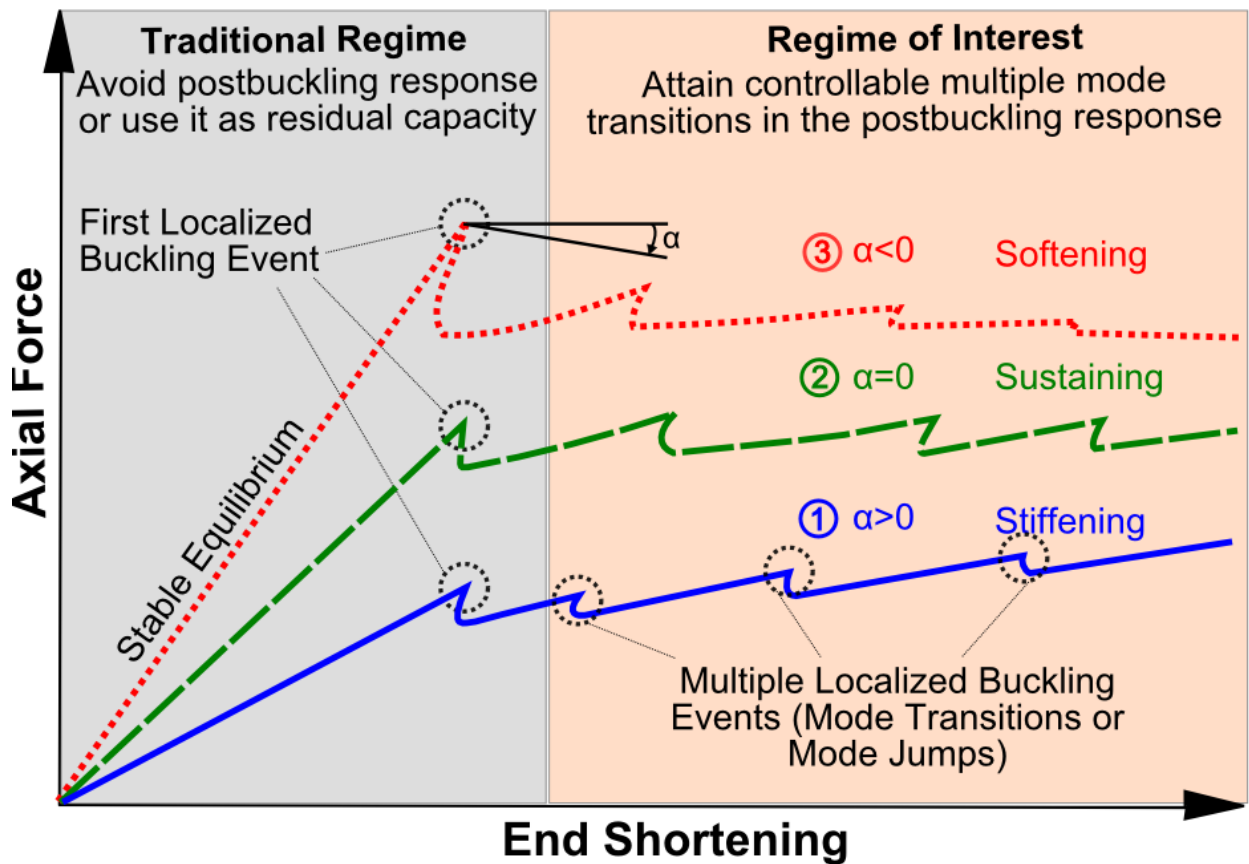 Traditional Regime
Avoid postbuckling response
or use it as residual capacity
Regime of Interest
Attain controllable multiple mode
transitions in the postbuckling response
First Localized
Buckling Event
α
③ α<0 Softening
② α=0 Sustaining
① α>0 Stiffening
Stable Equilibrium
Multiple Localized Buckling
Events (Mode Transitions or
Mode Jumps)
Axial Force
End Shortening